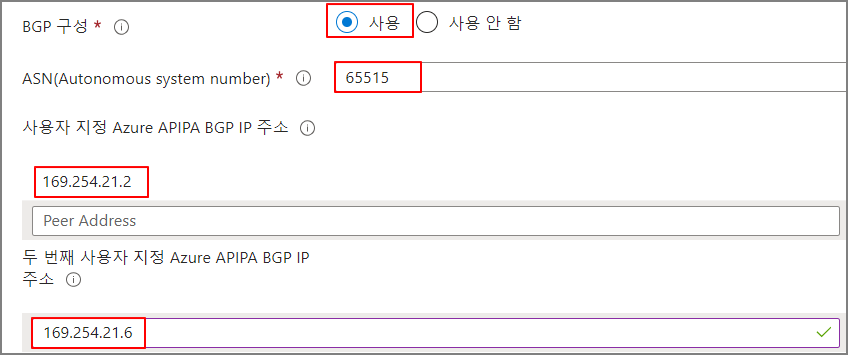 BGP 구성 * 사용 사용 안 함
ASN(Autonomous system number) * 65515
사용자 지정 Azure APIPA BGP IP 주소
169.254.21.2
Peer Address
두 번째 사용자 지정 Azure APIPA BGP IP
주소
169.254.21.6